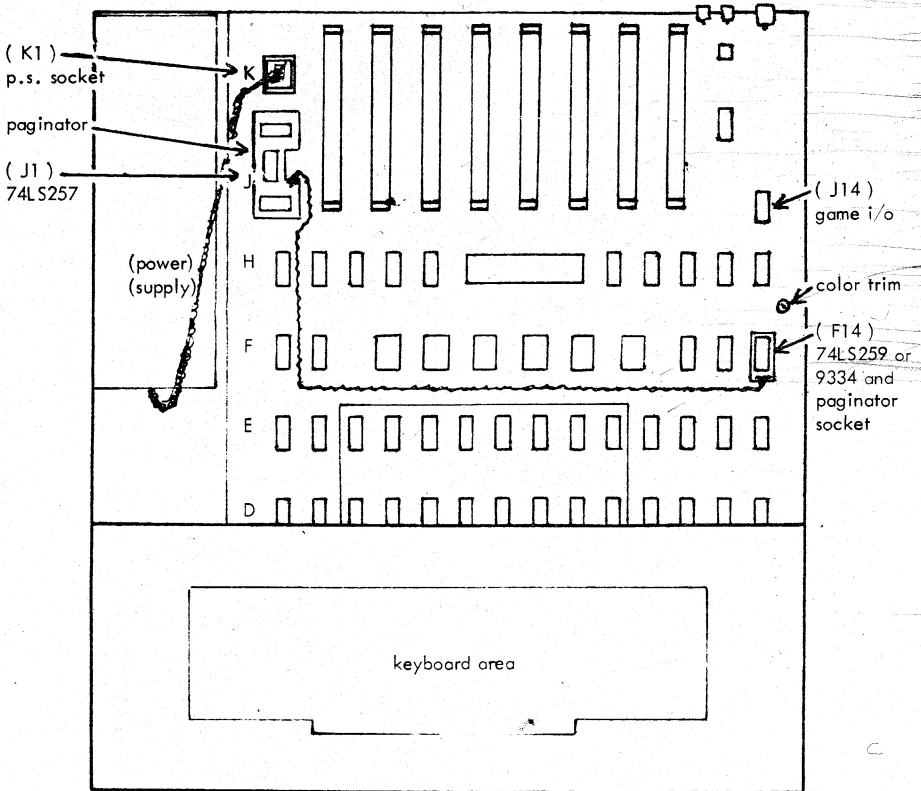 ( K1 )
p.s. socket
paginator
( J1 )
74LS257
K
J
(power)
(supply)
H
F
E
D
( J14 )
game i/o
color trim
( F14 )
74LS259 or
9334 and
paginator
socket
keyboard area
C